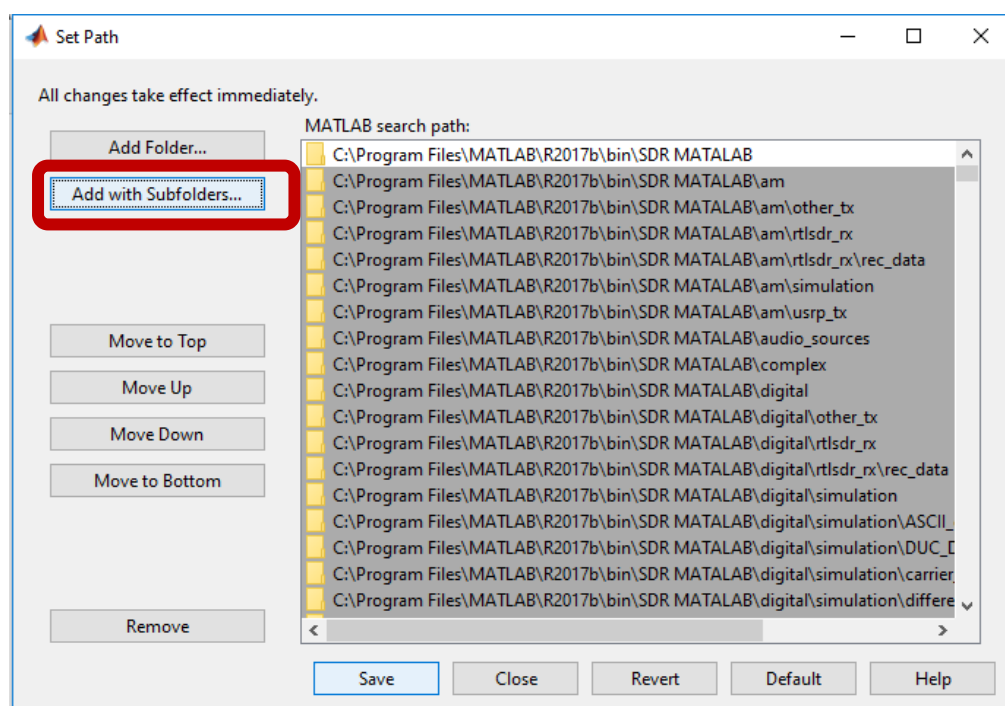 Set Path
All changes take effect immediately.
MATLAB search path:
Add Folder...
Add with Subfolders...
Move to Top
Move Up
Move Down
Move to Bottom
Remove
C:\Program Files\MATLAB\R2017b\bin\SDR MATALAB
C:\Program Files\MATLAB\R2017b\bin\SDR MATALAB\am
C:\Program Files\MATLAB\R2017b\bin\SDR MATALAB\am\other_tx
C:\Program Files\MATLAB\R2017b\bin\SDR MATALAB\am\rtlsdr_rx
C:\Program Files\MATLAB\R2017b\bin\SDR MATALAB\am\rtlsdr_rx\rec_data
C:\Program Files\MATLAB\R2017b\bin\SDR MATALAB\am\simulation
C:\Program Files\MATLAB\R2017b\bin\SDR MATALAB\am\usrp_tx
C:\Program Files\MATLAB\R2017b\bin\SDR MATALAB\audio_sources
C:\Program Files\MATLAB\R2017b\bin\SDR MATALAB\complex
C:\Program Files\MATLAB\R2017b\bin\SDR MATALAB\digital
C:\Program Files\MATLAB\R2017b\bin\SDR MATALAB\digital\other_tx
C:\Program Files\MATLAB\R2017b\bin\SDR MATALAB\digital\rtlsdr_rx
C:\Program Files\MATLAB\R2017b\bin\SDR MATALAB\digital\rtlsdr_rx\rec_data
C:\Program Files\MATLAB\R2017b\bin\SDR MATALAB\digital\simulation
C:\Program Files\MATLAB\R2017b\bin\SDR MATALAB\digital\simulation\ASCII_
C:\Program Files\MATLAB\R2017b\bin\SDR MATALAB\digital\simulation\DUC_D
C:\Program Files\MATLAB\R2017b\bin\SDR MATALAB\digital\simulation\carrier_
C:\Program Files\MATLAB\R2017b\bin\SDR MATALAB\digital\simulation\differe
Save Close Revert Default Help